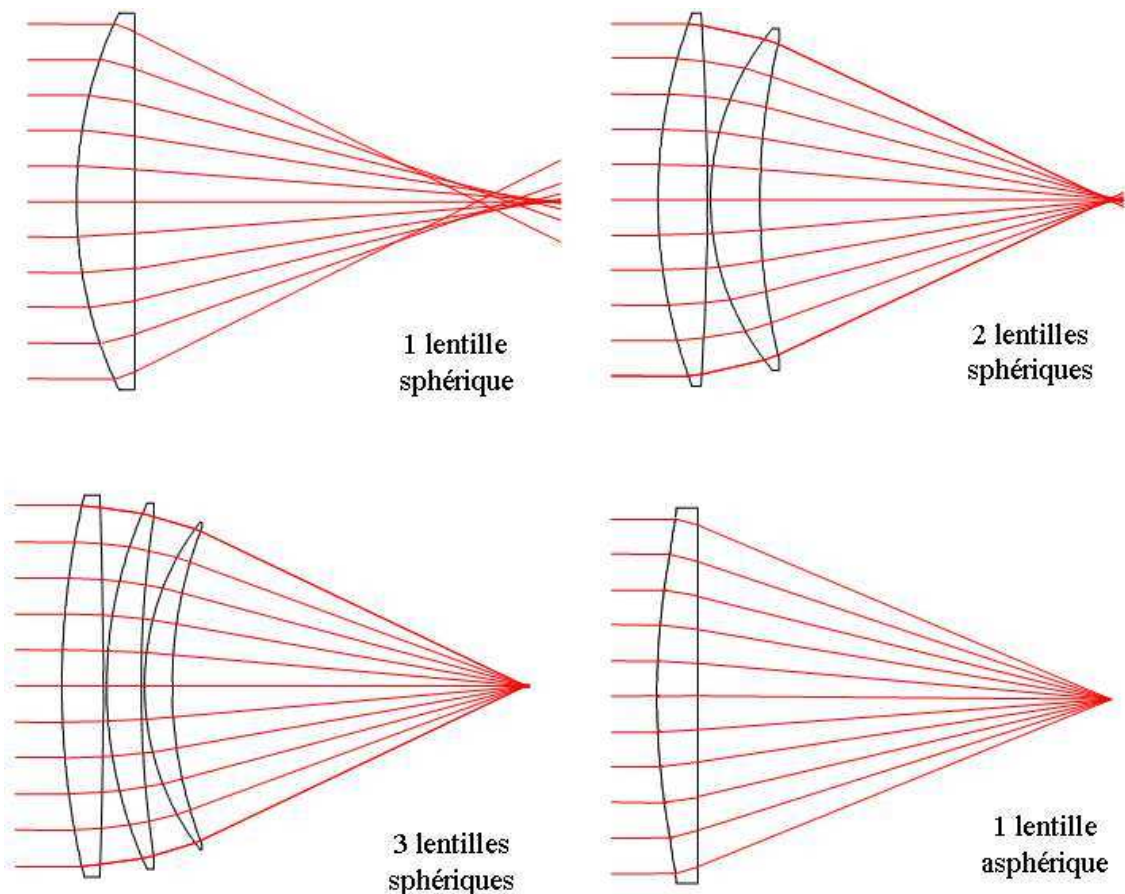 1 lentille
sphérique
2 lentilles
sphériques
3 lentilles
sphériques
1 lentille
asphérique